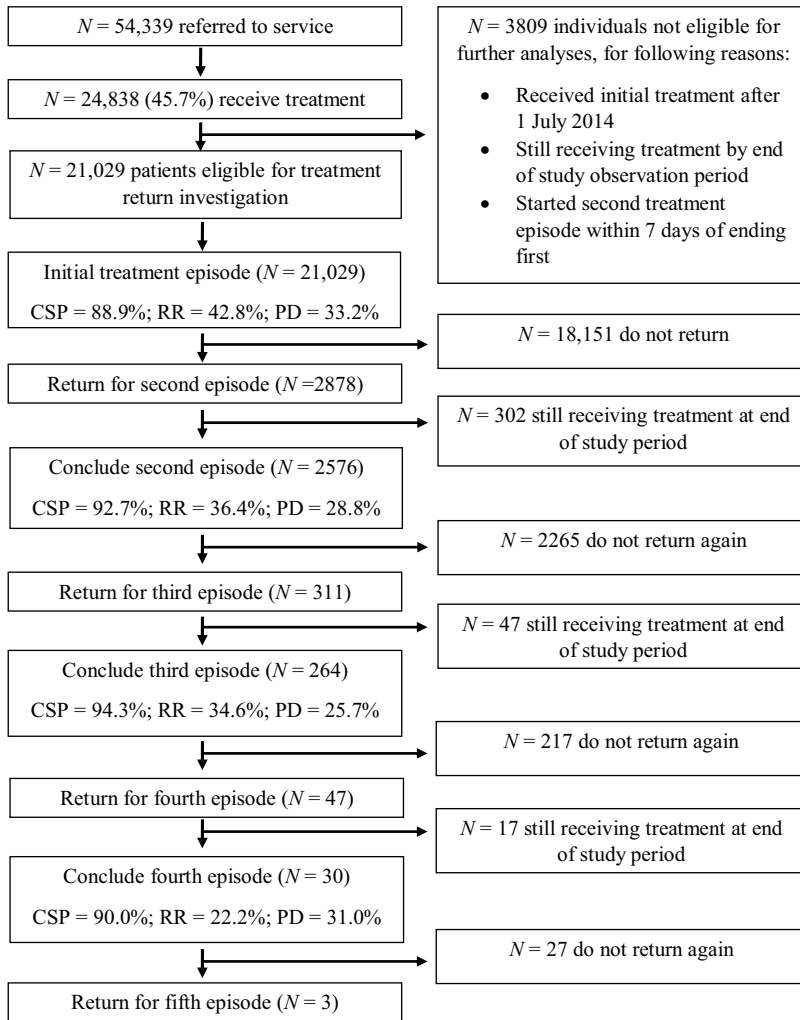 N = 54,339 referred to service
N = 24,838 (45.7%) receive treatment
N = 3809 individuals not eligible for
further analyses, for following reasons:
• Received initial treatment after
1 July 2014
• Still receiving treatment by end
of study observation period
• Started second treatment
episode within 7 days of ending
first
N = 21,029 patients eligible for treatment
return investigation
Initial treatment episode (N = 21,029)
CSP = 88.9%; RR = 42.8%; PD = 33.2%
N = 18,151 do not return
Return for second episode (N =2878)
N = 302 still receiving treatment at end
of study period
Conclude second episode (N = 2576)
CSP = 92.7%; RR = 36.4%; PD = 28.8%
N = 2265 do not return again
Return for third episode (N = 311)
N = 47 still receiving treatment at end
of study period
Conclude third episode (N = 264)
CSP = 94.3%; RR = 34.6%; PD = 25.7%
N = 217 do not return again
Return for fourth episode (N = 47)
N = 17 still receiving treatment at end
of study period
Conclude fourth episode (N = 30)
CSP = 90.0%; RR = 22.2%; PD = 31.0%
N = 27 do not return again
Return for fifth episode (N = 3)